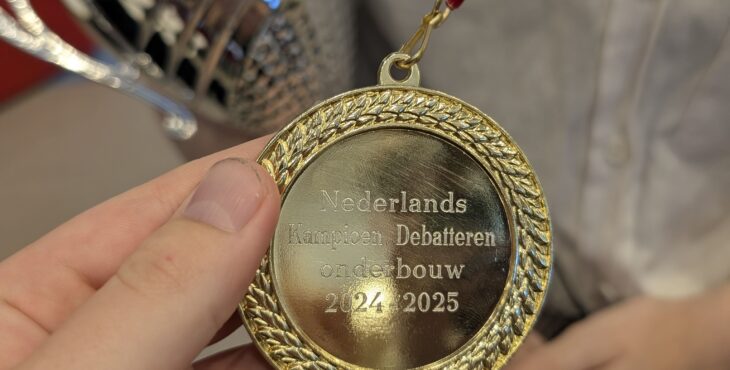 Nederlands
Kampioen Debatteren
onderbouw
2024 2025